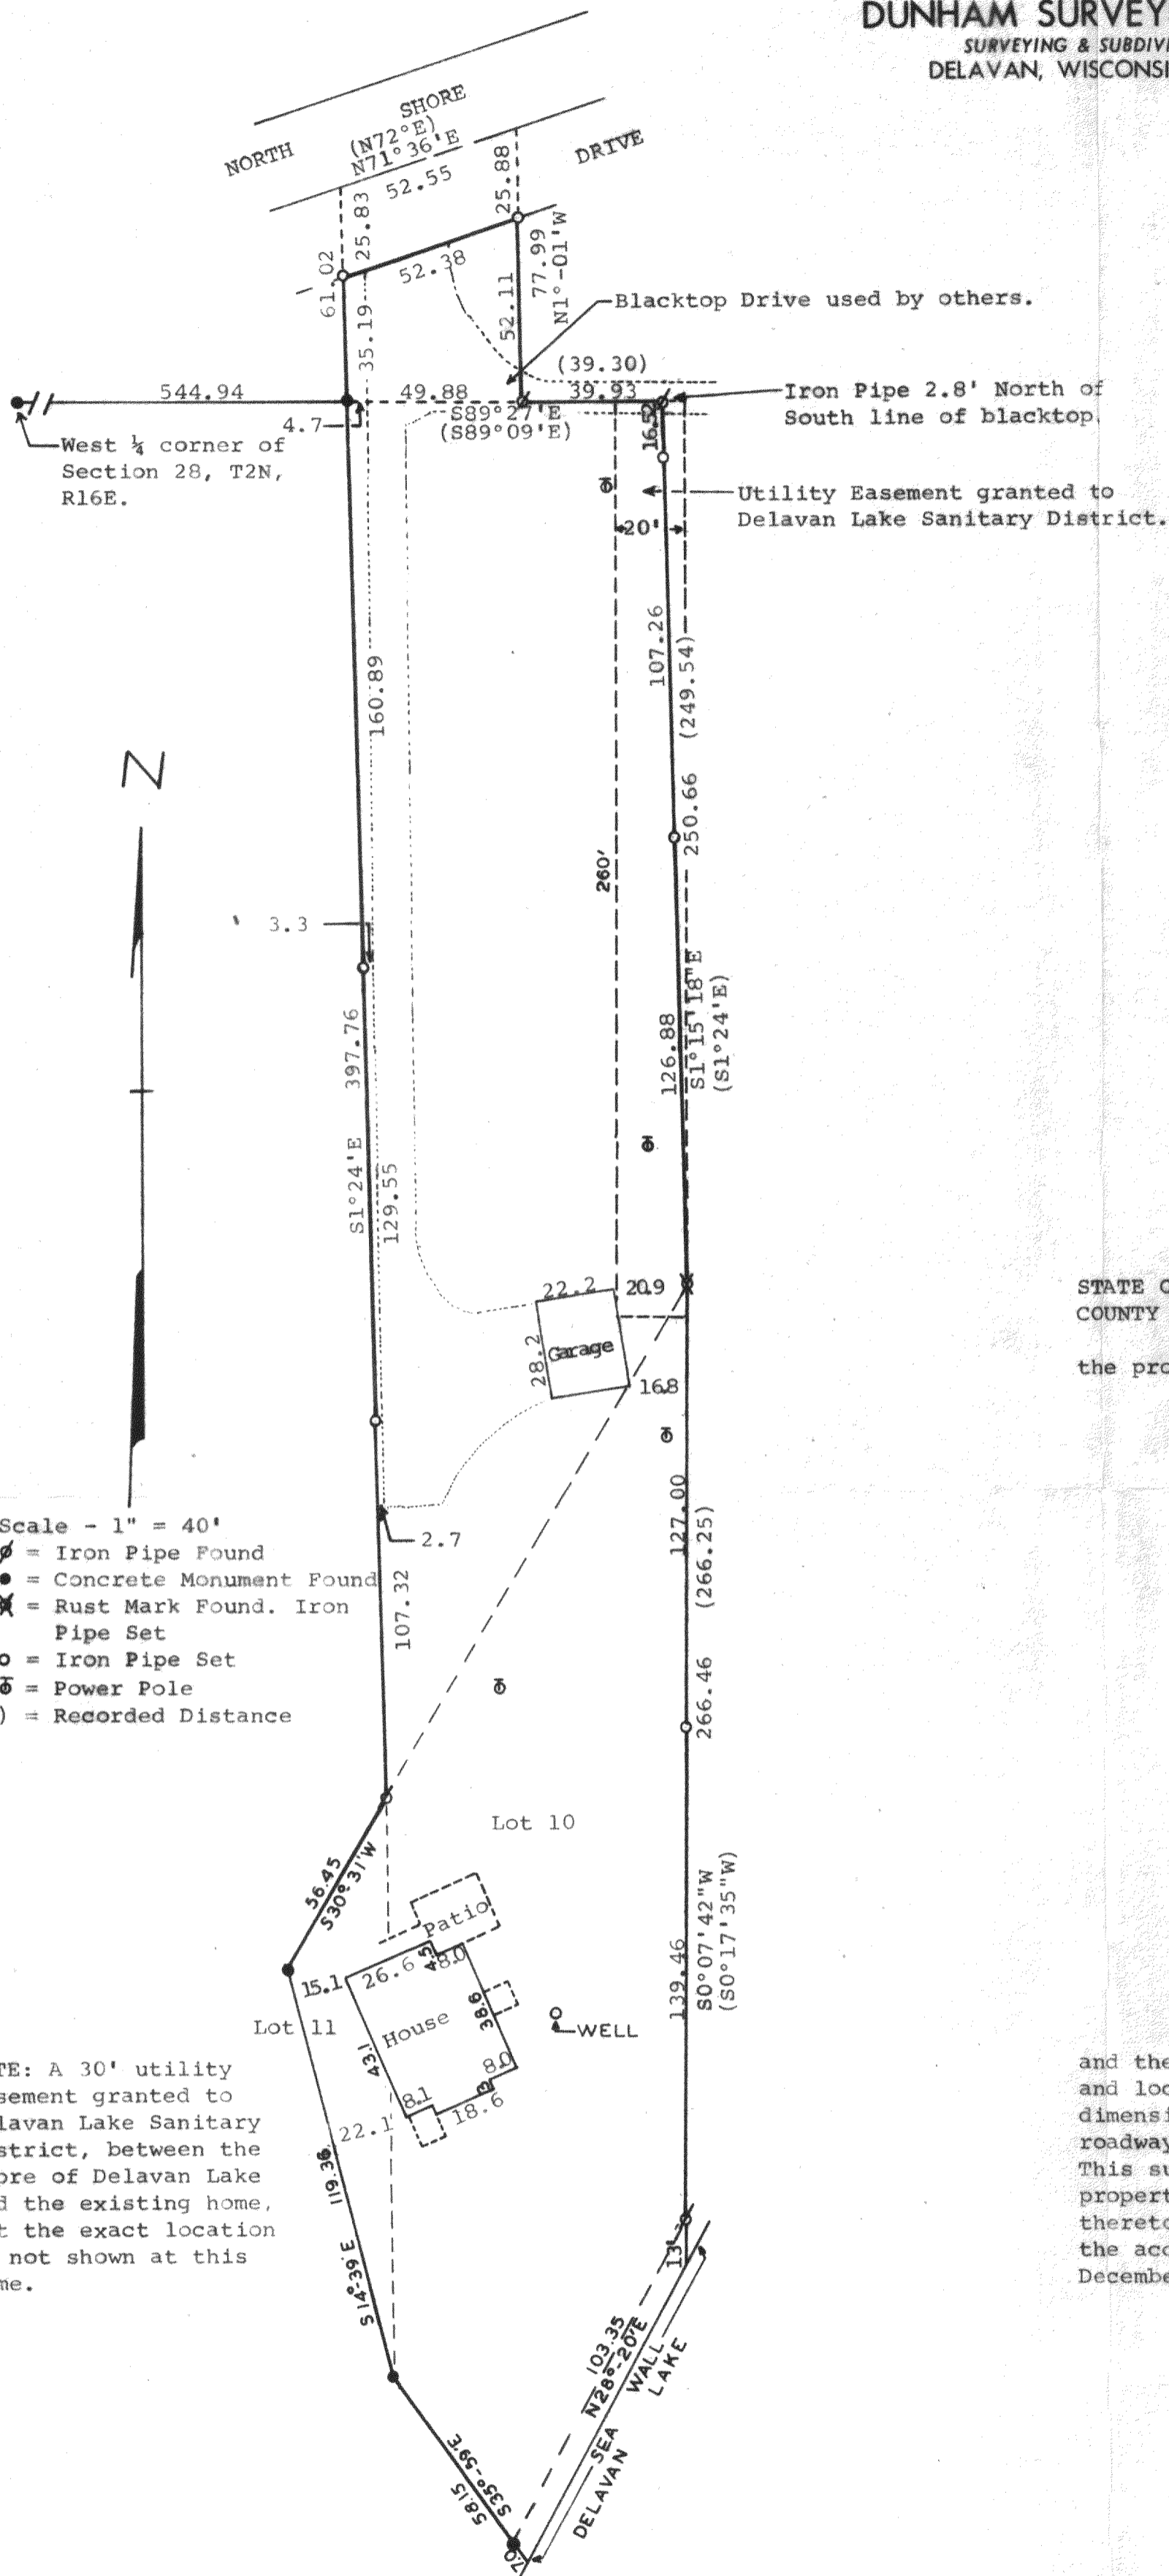 DUNHAM SURVEY
SURVEYING & SUBDIVI
DELAVAN, WISCONSI
NORTH SHORE DRIVE
(N72°E)
N71°36'E
52.55
25.83
25.88
61.02
52.38
77.99
N1°-01'W
35.19
52.11
Blacktop Drive used by others.
(39.30)
544.94
49.88
39.93
Iron Pipe 2.8' North of
South line of blacktop.
4.7
S89°27'E
(S89°09'E)
16.52
West ¼ corner of
Section 28, T2N,
R16E.
Utility Easement granted to
Delavan Lake Sanitary District.
20'
107.26
(249.54)
160.89
N
250.66
260'
3.3
397.76
126.88
S1°15'18"E
(S1°24'E)
S1°24'E
129.55
22.2
20.9
28.2
Garage
16.8
STATE O
COUNTY
the pro
127.00
(266.25)
Scale - 1" = 40'
= Iron Pipe Found
= Concrete Monument Found
= Rust Mark Found. Iron
Pipe Set
= Iron Pipe Set
= Power Pole
) = Recorded Distance
2.7
107.32
266.46
Lot 10
56.45
S30°31'W
S0°07'42"W
(S0°17'35"W)
139.46
Patio
15.1
26.6
4.5
8.0
House
38.6
43.1
WELL
Lot 11
8.0
3
8.1
18.6
22.1
TE: A 30' utility
sement granted to
lavan Lake Sanitary
strict, between the
ore of Delavan Lake
d the existing home,
t the exact location
not shown at this
me.
and the
and loc
dimensi
roadway
This su
propert
thereto
the acc
Decembe
119.36
S14°-39'E
13'
103.35
N28°-20'E
SEA WALL
DELAVAN LAKE
58.15
S35°-59'E
7.0